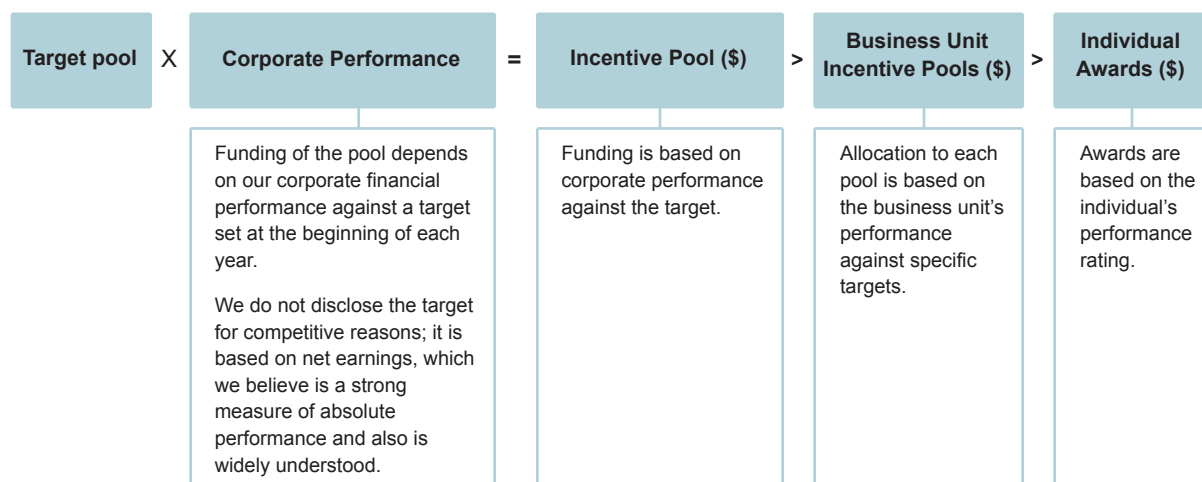 Target pool
X
Corporate Performance
=
Incentive Pool ($)
>
Business Unit
Incentive Pools ($)
>
Individual
Awards ($)
Funding of the pool depends
on our corporate financial
performance against a target
set at the beginning of each
year.
We do not disclose the target
for competitive reasons; it is
based on net earnings, which
we believe is a strong
measure of absolute
performance and also is
widely understood.
Funding is based on
corporate performance
against the target.
Allocation to each
pool is based on
the business unit’s
performance
against specific
targets.
Awards are
based on the
individual’s
performance
rating.